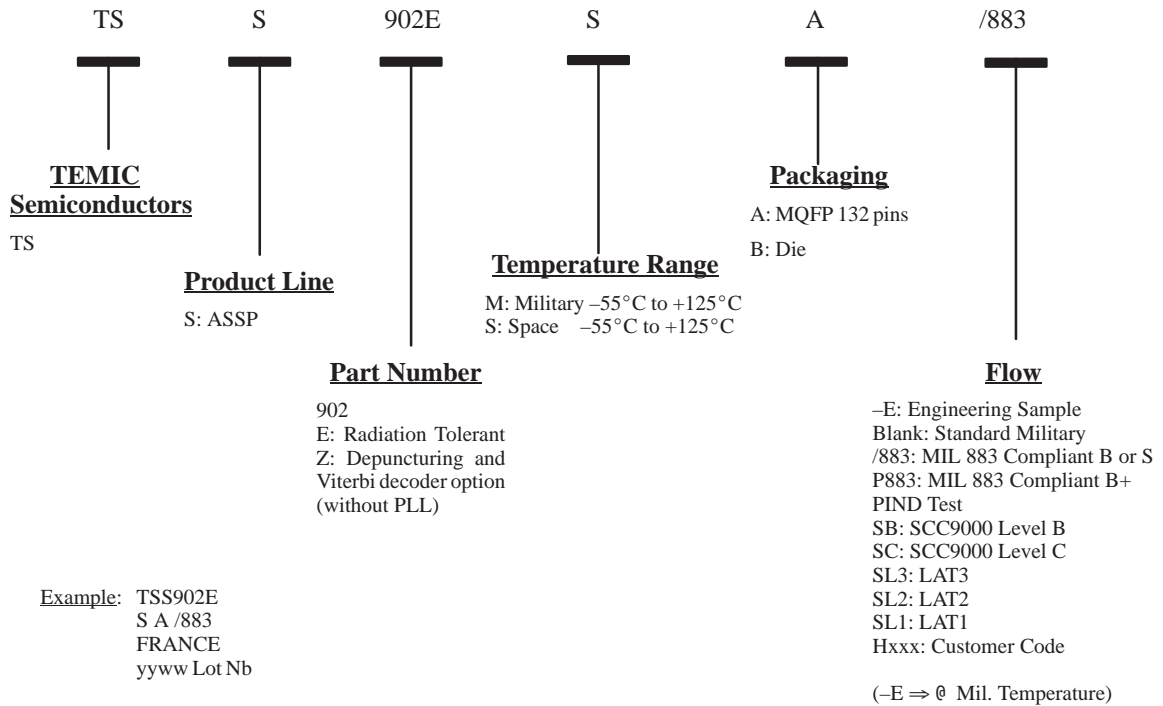 TS S 902E S A /883
TEMIC
Semiconductors
TS
Product Line
S: ASSP
Part Number
902
E: Radiation Tolerant
Z: Depuncturing and
Viterbi decoder option
(without PLL)
Temperature Range
M: Military –55°C to +125°C
S: Space –55°C to +125°C
Packaging
A: MQFP 132 pins
B: Die
Flow
–E: Engineering Sample
Blank: Standard Military
/883: MIL 883 Compliant B or S
P883: MIL 883 Compliant B+
PIND Test
SB: SCC9000 Level B
SC: SCC9000 Level C
SL3: LAT3
SL2: LAT2
SL1: LAT1
Hxxx: Customer Code
(–E ⇒ @ Mil. Temperature)
Example: TSS902E
S A /883
FRANCE
yyww Lot Nb